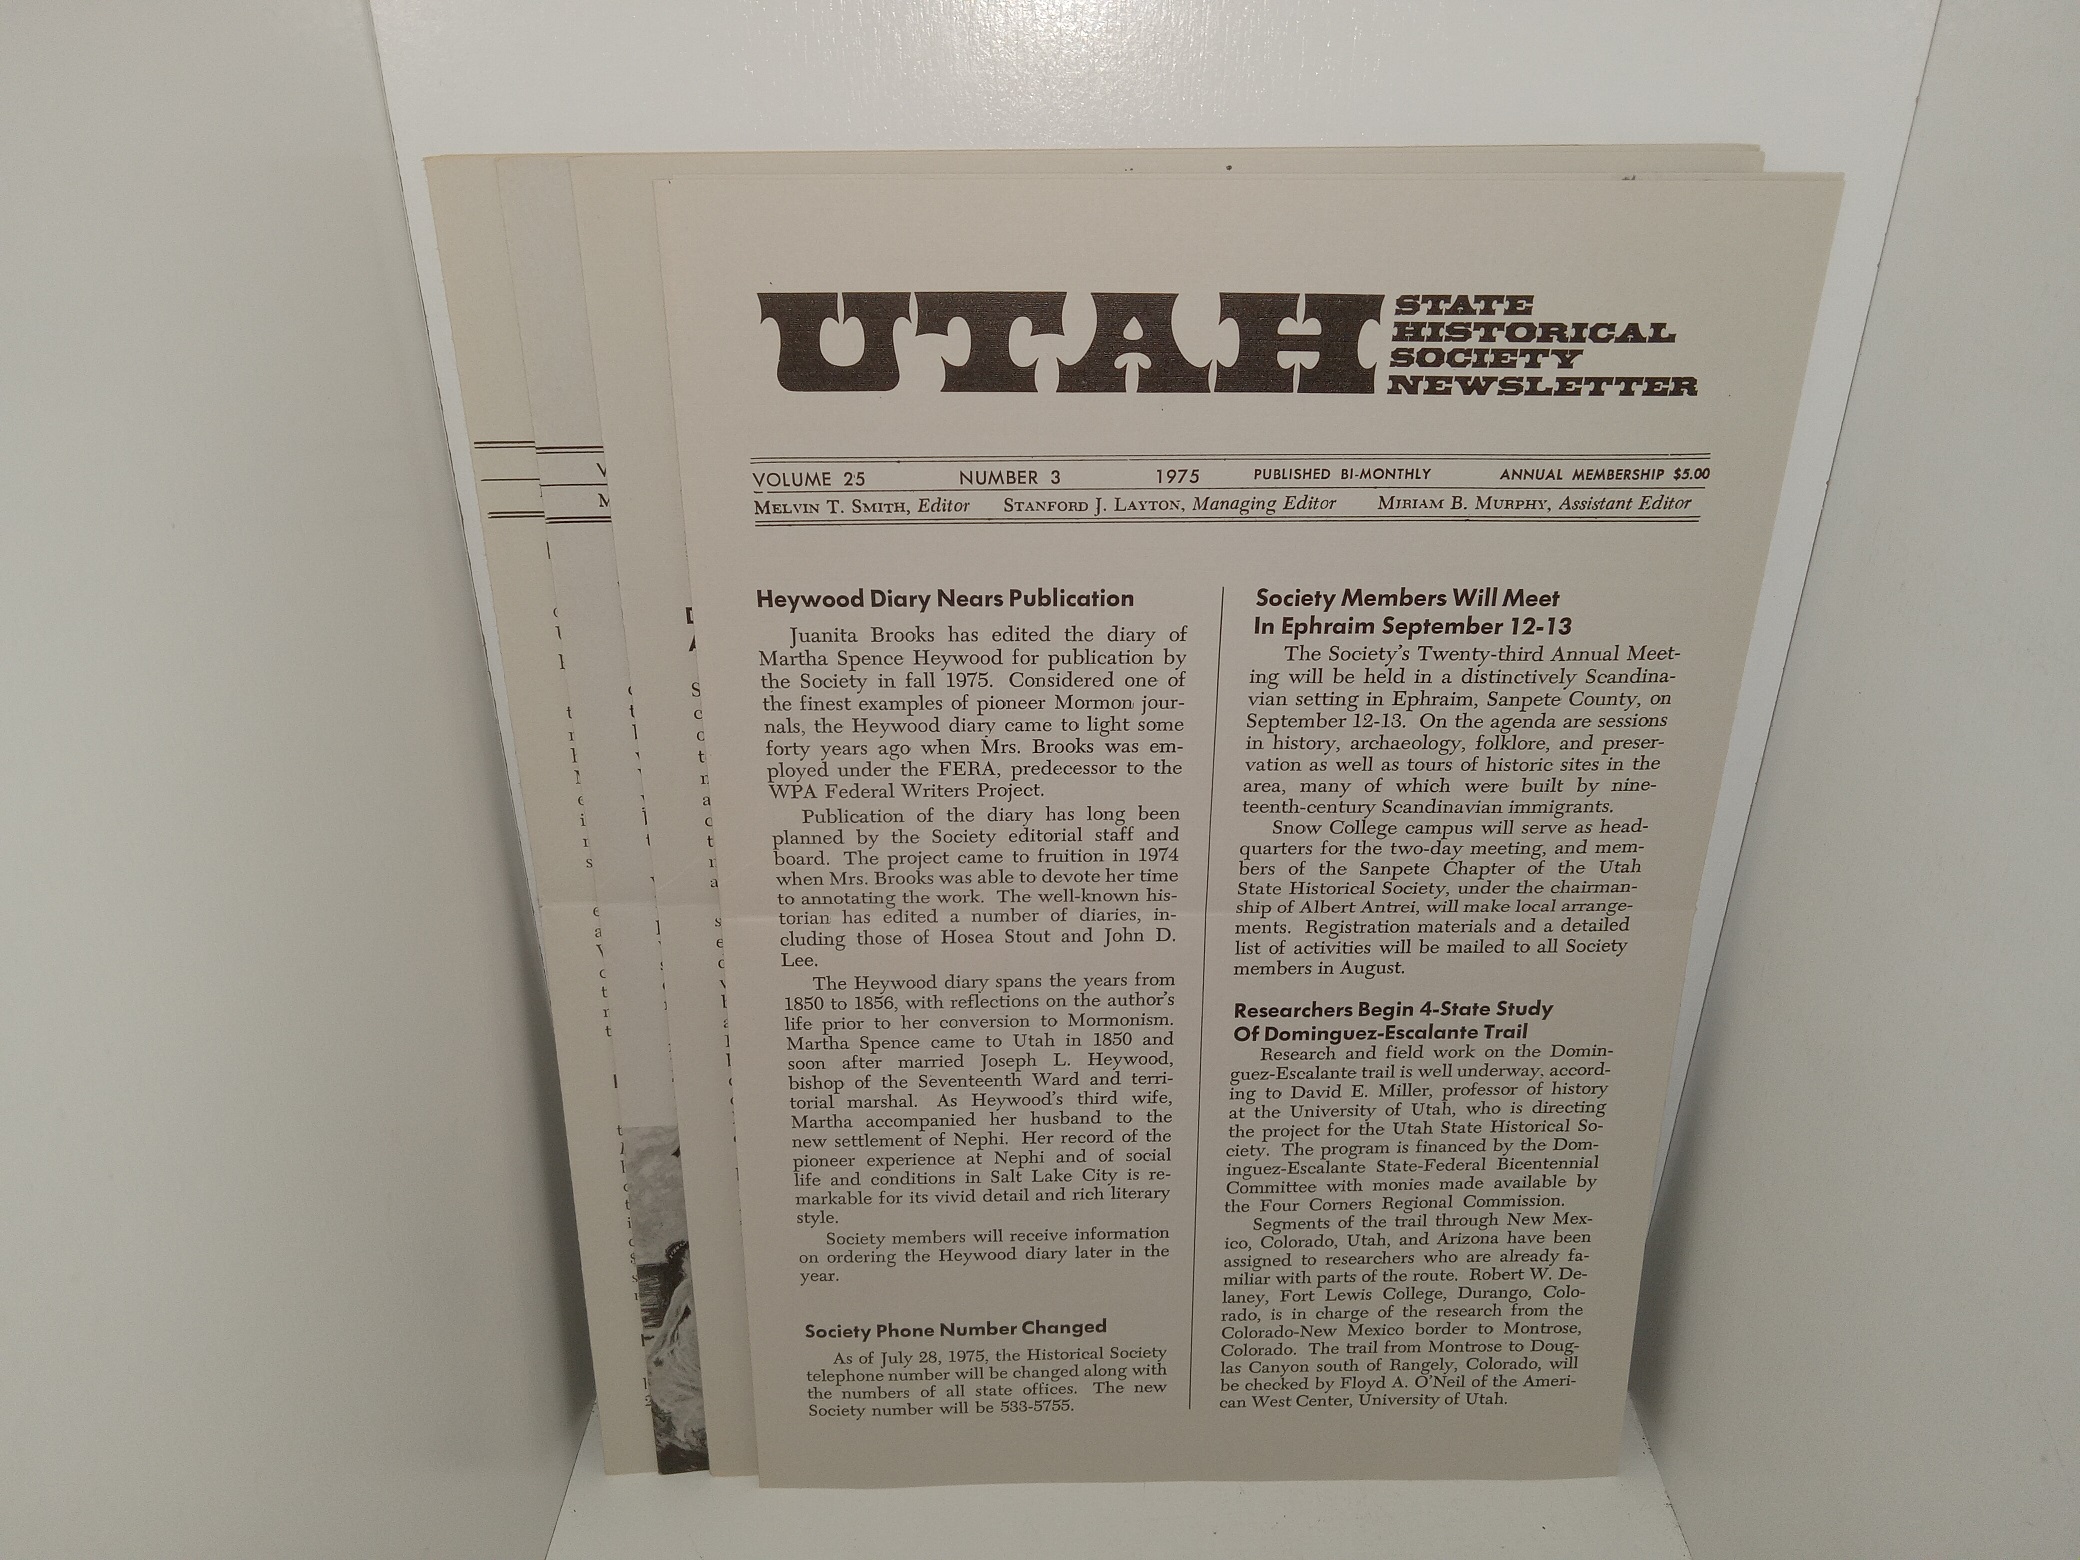 UTAH
STATE
HISTORICAL
SOCIETY
NEWSLETTER
VOLUME 25 NUMBER 3 1975 PUBLISHED BI-MONTHLY ANNUAL MEMBERSHIP $5.00
MELVIN T. SMITH, Editor STANFORD J. LAYTON, Managing Editor MIRIAM B. MURPHY, Assistant Editor
Heywood Diary Nears Publication
Juanita Brooks has edited the diary of
Martha Spence Heywood for publication by
the Society in fall 1975. Considered one of
the finest examples of pioneer Mormon jour-
nals, the Heywood diary came to light some
forty years ago when Mrs. Brooks was em-
ployed under the FERA, predecessor to the
WPA Federal Writers Project.
Publication of the diary has long been
planned by the Society editorial staff and
board. The project came to fruition in 1974
when Mrs. Brooks was able to devote her time
to annotating the work. The well-known his-
torian has edited a number of diaries, in-
cluding those of Hosea Stout and John D.
Lee.
The Heywood diary spans the years from
1850 to 1856, with reflections on the author's
life prior to her conversion to Mormonism.
Martha Spence came to Utah in 1850 and
soon after married Joseph L. Heywood,
bishop of the Seventeenth Ward and terri-
torial marshal. As Heywood's third wife,
Martha accompanied her husband to the
new settlement of Nephi. Her record of the
pioneer experience at Nephi and of social
life and conditions in Salt Lake City is re-
markable for its vivid detail and rich literary
style.
Society members will receive information
on ordering the Heywood diary later in the
year.
Society Phone Number Changed
As of July 28, 1975, the Historical Society
telephone number will be changed along with
the numbers of all state offices. The new
Society number will be 533-5755.
Society Members Will Meet
In Ephraim September 12-13
The Society's Twenty-third Annual Meet-
ing will be held in a distinctively Scandina-
vian setting in Ephraim, Sanpete County, on
September 12-13. On the agenda are sessions
in history, archaeology, folklore, and preser-
vation as well as tours of historic sites in the
area, many of which were built by nine-
teenth-century Scandinavian immigrants.
Snow College campus will serve as head-
quarters for the two-day meeting, and mem-
bers of the Sanpete Chapter of the Utah
State Historical Society, under the chairman-
ship of Albert Antrei, will make local arrange-
ments. Registration materials and a detailed
list of activities will be mailed to all Society
members in August.
Researchers Begin 4-State Study
Of Dominguez-Escalante Trail
Research and field work on the Domin-
guez-Escalante trail is well underway, accord-
ing to David E. Miller, professor of history
at the University of Utah, who is directing
the project for the Utah State Historical So-
ciety. The program is financed by the Dom-
inguez-Escalante State-Federal Bicentennial
Committee with monies made available by
the Four Corners Regional Commission.
Segments of the trail through New Mex-
ico, Colorado, Utah, and Arizona have been
assigned to researchers who are already fa-
miliar with parts of the route. Robert W. De-
laney, Fort Lewis College, Durango, Colo-
rado, is in charge of the research from the
Colorado-New Mexico border to Montrose,
Colorado. The trail from Montrose to Doug-
las Canyon south of Rangely, Colorado, will
be checked by Floyd A. O'Neil of the Ameri-
can West Center, University of Utah.